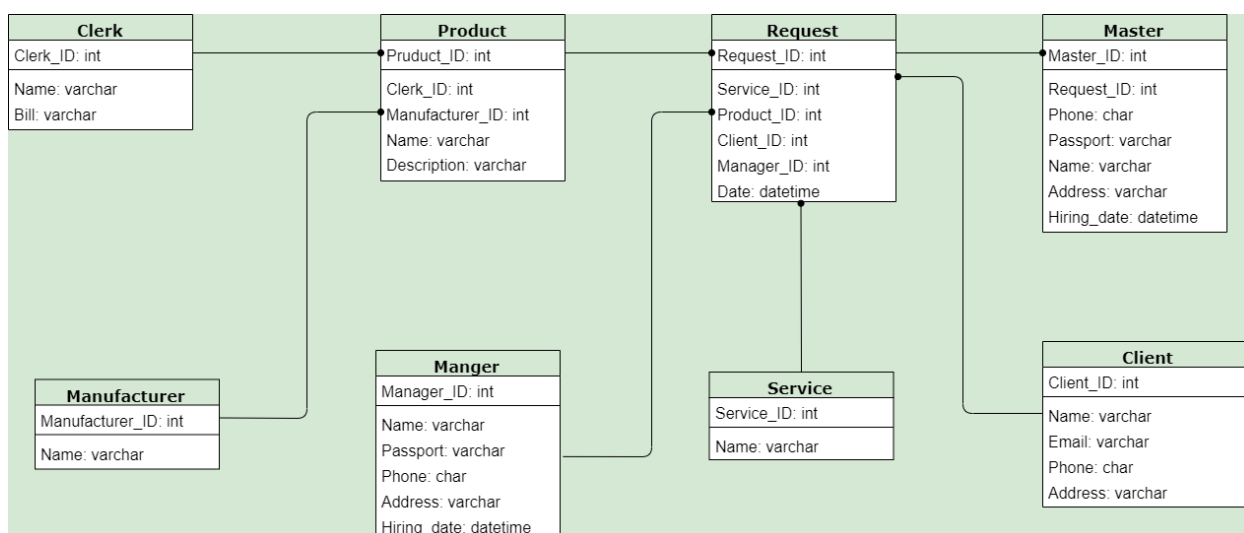 Clerk
Clerk_ID: int
Name: varchar
Bill: varchar
Product
Pruduct_ID: int
Clerk_ID: int
Manufacturer_ID: int
Name: varchar
Description: varchar
Request
Request_ID: int
Service_ID: int
Product_ID: int
Client_ID: int
Manager_ID: int
Date: datetime
Master
Master_ID: int
Request_ID: int
Phone: char
Passport: varchar
Name: varchar
Address: varchar
Hiring_date: datetime
Manufacturer
Manufacturer_ID: int
Name: varchar
Manger
Manager_ID: int
Name: varchar
Passport: varchar
Phone: char
Address: varchar
Hiring_date: datetime
Service
Service_ID: int
Name: varchar
Client
Client_ID: int
Name: varchar
Email: varchar
Phone: char
Address: varchar